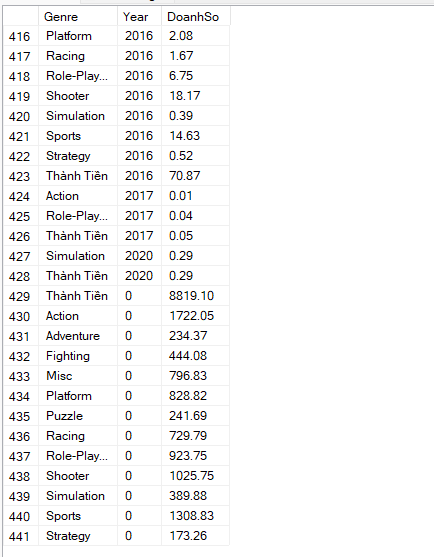 Genre Year DoanhSo
416 Platform 2016 2.08
417 Racing 2016 1.67
418 Role-Play... 2016 6.75
419 Shooter 2016 18.17
420 Simulation 2016 0.39
421 Sports 2016 14.63
422 Strategy 2016 0.52
423 Thành Tiền 2016 70.87
424 Action 2017 0.01
425 Role-Play... 2017 0.04
426 Thành Tiền 2017 0.05
427 Simulation 2020 0.29
428 Thành Tiền 2020 0.29
429 Thành Tiền 0 8819.10
430 Action 0 1722.05
431 Adventure 0 234.37
432 Fighting 0 444.08
433 Misc 0 796.83
434 Platform 0 828.82
435 Puzzle 0 241.69
436 Racing 0 729.79
437 Role-Play... 0 923.75
438 Shooter 0 1025.75
439 Simulation 0 389.88
440 Sports 0 1308.83
441 Strategy 0 173.26